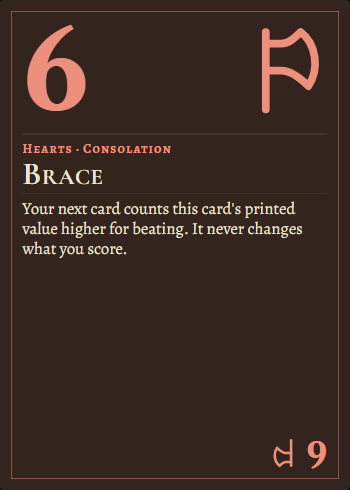 6
Hearts · Consolation
Brace
Your next card counts this card's printed
value higher for beating. It never changes
what you score.
9